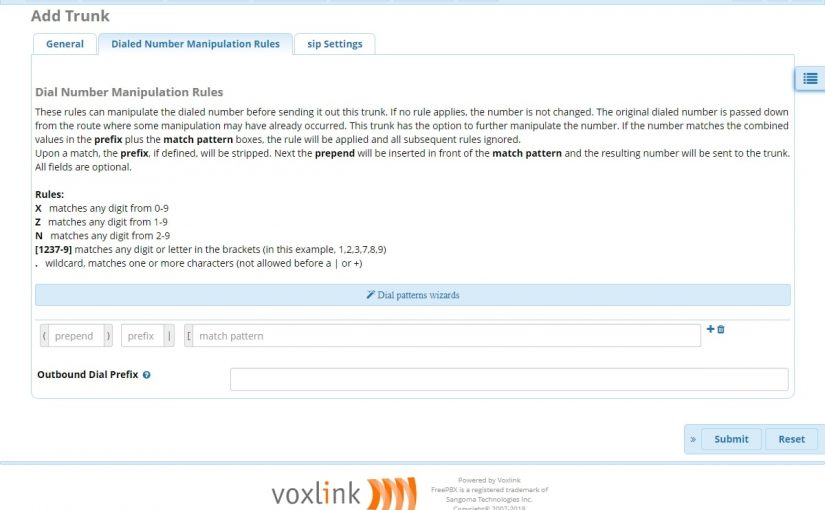 Add Trunk
General
Dialed Number Manipulation Rules
sip Settings
Dial Number Manipulation Rules
These rules can manipulate the dialed number before sending it out this trunk. If no rule applies, the number is not changed. The original dialed number is passed down
from the route where some manipulation may have already occurred. This trunk has the option to further manipulate the number. If the number matches the combined
values in the prefix plus the match pattern boxes, the rule will be applied and all subsequent rules ignored.
Upon a match, the prefix, if defined, will be stripped. Next the prepend will be inserted in front of the match pattern and the resulting number will be sent to the trunk.
All fields are optional.
Rules:
X matches any digit from 0-9
Z matches any digit from 1-9
N matches any digit from 2-9
[1237-9] matches any digit or letter in the brackets (in this example, 1,2,3,7,8,9)
. wildcard, matches one or more characters (not allowed before a | or +)
Dial patterns wizards
( prepend ) prefix | [ match pattern
Outbound Dial Prefix
» Submit Reset
voxlink
Powered by Voxlink
FreePBX is a registered trademark of
Sangoma Technologies Inc.
Copyright© 2007-2018